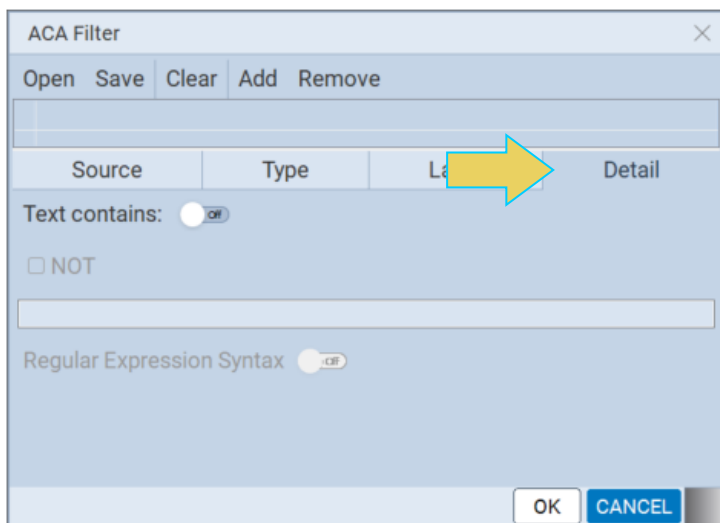 ACA Filter
Open Save Clear Add Remove
Source Type Detail
Text contains: Off
NOT
Regular Expression Syntax Off
OK CANCEL